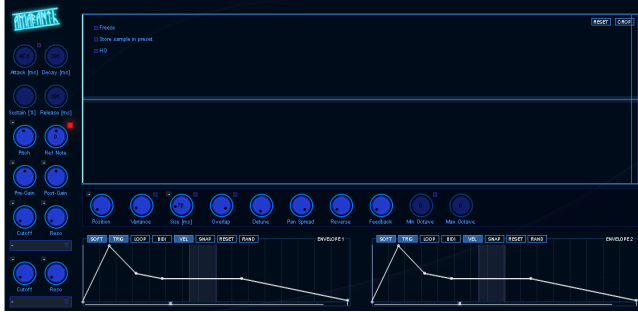 AMARANTE
RESET CROP
Freeze
Store sample in preset
HQ
Attack [ms] Decay [ms]
Sustain [%] Release [ms]
Pitch Ref. Note
Pre-Gain Post-Gain
Cutoff Reso
Cutoff Reso
Position Variance Size [ms] Overlap Detune Pan Spread Reverse Feedback Min Octave Max Octave
SOFT TRIG LOOP BIDI VEL SNAP RESET RAND ENVELOPE 1
SOFT TRIG LOOP BIDI VEL SNAP RESET RAND ENVELOPE 2